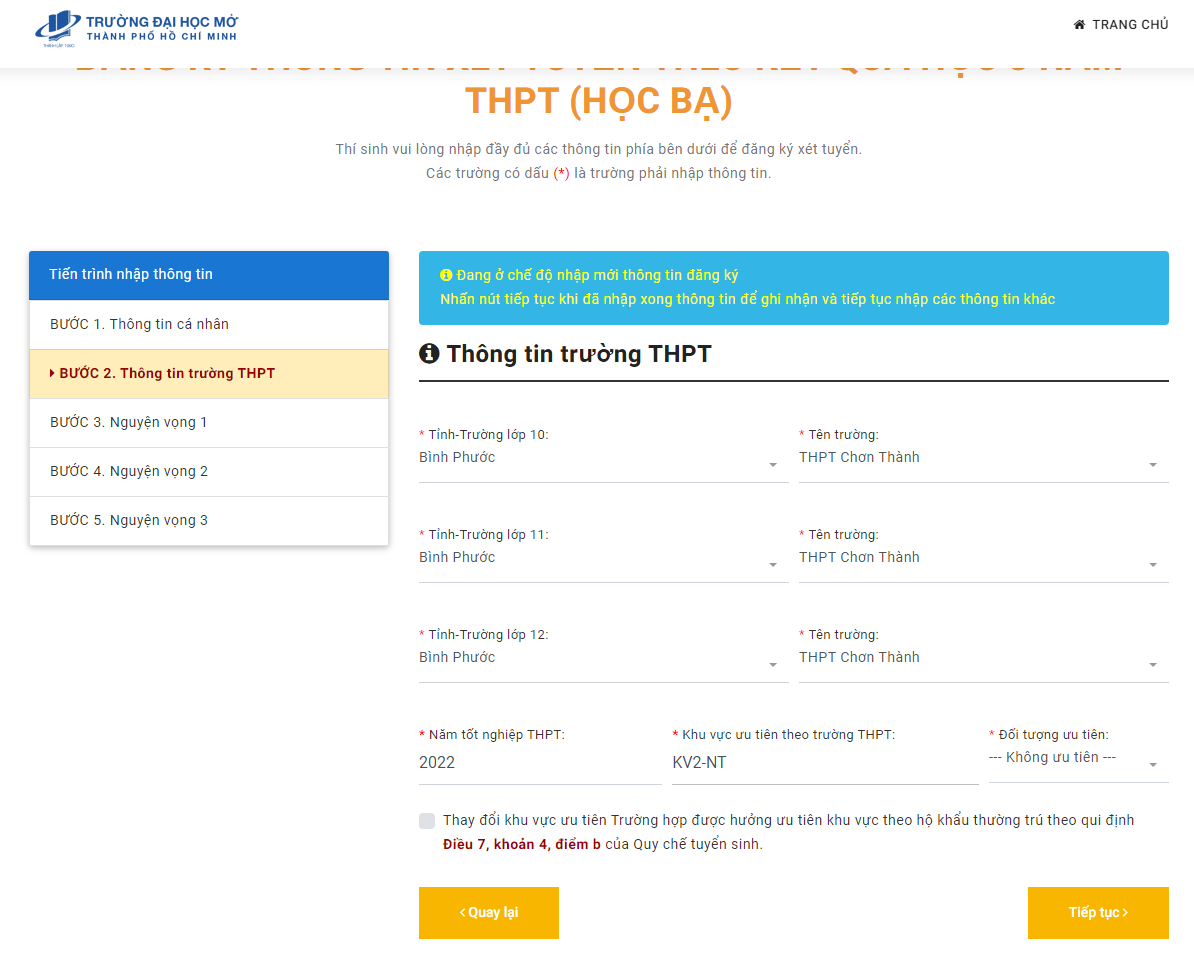 TRƯỜNG ĐẠI HỌC MỞ
THÀNH PHỐ HỒ CHÍ MINH
TRANG CHỦ
THPT (HỌC BẠ)
Thí sinh vui lòng nhập đầy đủ các thông tin phía bên dưới để đăng ký xét tuyển.
Các trường có dấu (*) là trường phải nhập thông tin.
Tiến trình nhập thông tin
BƯỚC 1. Thông tin cá nhân
BƯỚC 2. Thông tin trường THPT
BƯỚC 3. Nguyện vọng 1
BƯỚC 4. Nguyện vọng 2
BƯỚC 5. Nguyện vọng 3
Đang ở chế độ nhập mới thông tin đăng ký
Nhấn nút tiếp tục khi đã nhập xong thông tin để ghi nhận và tiếp tục nhập các thông tin khác
Thông tin trường THPT
* Tỉnh-Trường lớp 10: * Tên trường:
Bình Phước THPT Chơn Thành
* Tỉnh-Trường lớp 11: * Tên trường:
Bình Phước THPT Chơn Thành
* Tỉnh-Trường lớp 12: * Tên trường:
Bình Phước THPT Chơn Thành
* Năm tốt nghiệp THPT: * Khu vực ưu tiên theo trường THPT: * Đối tượng ưu tiên:
2022 KV2-NT --- Không ưu tiên ---
Thay đổi khu vực ưu tiên Trường hợp được hưởng ưu tiên khu vực theo hộ khẩu thường trú theo qui định
Điều 7, khoản 4, điểm b của Quy chế tuyển sinh.
‹ Quay lại Tiếp tục ›